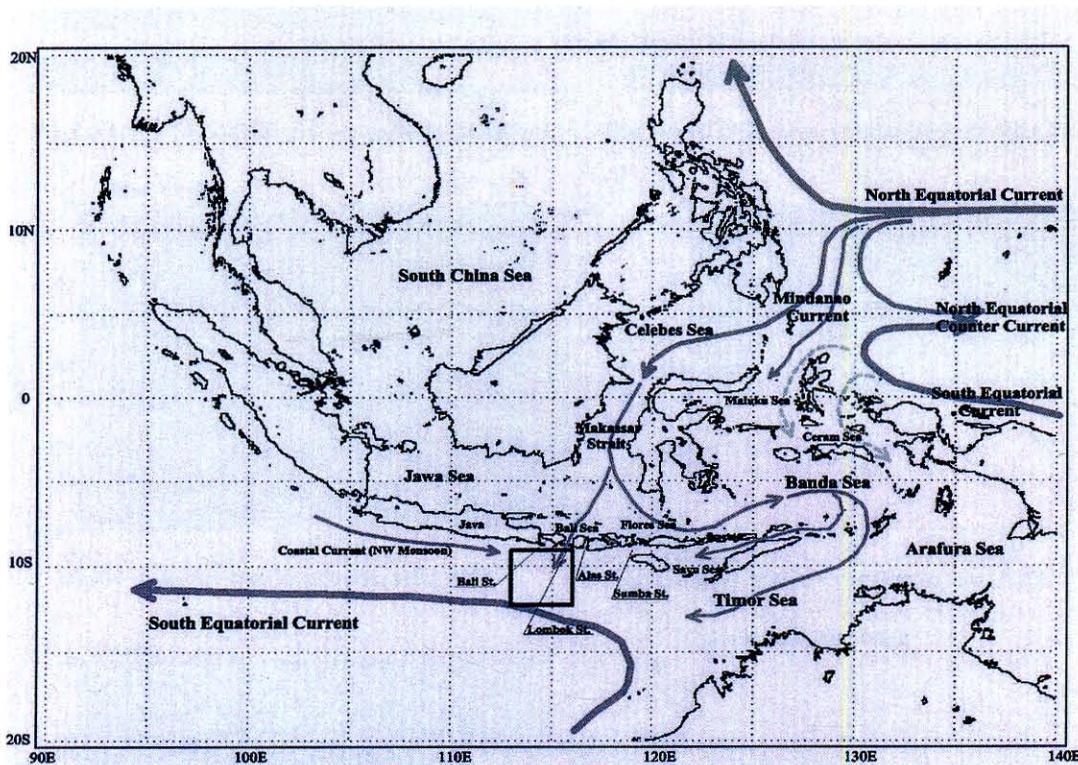 20N
North Equatorial Current
10N
South China Sea
Mindanao
Current
North Equatorial
Counter Current
Celebes Sea
South Equatorial
Current
0
Maluku Sea
Makassar
Strait
Ceram Sea
Jawa Sea
Banda Sea
Java
Bali Sea
Flores Sea
Arafura Sea
Coastal Current (NW Monsoon)
10S
Bali St.
Alas St.
Savu Sea
Sumba St.
Timor Sea
South Equatorial Current
Lombok St.
20S
90E
100E
110E
120E
130E
140E